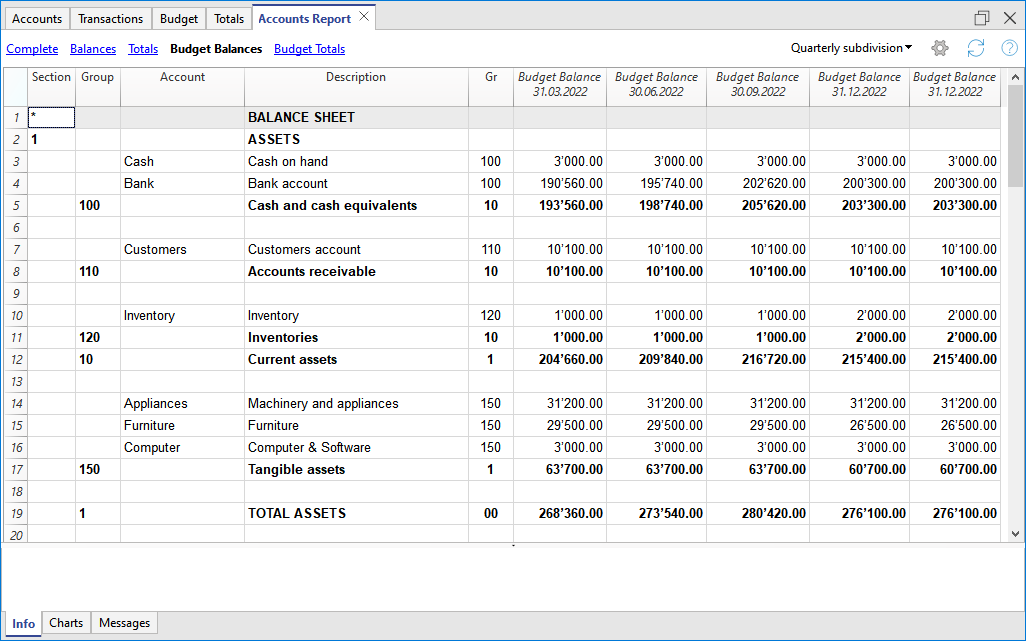 Accounts Transactions Budget Totals Accounts Report
Complete Balances Totals Budget Balances Budget Totals Quarterly subdivision
Section Group Account Description Gr Budget Balance Budget Balance Budget Balance Budget Balance Budget Balance
31.03.2022 30.06.2022 30.09.2022 31.12.2022 31.12.2022
1 * BALANCE SHEET
2 1 ASSETS
3 Cash Cash on hand 100 3'000.00 3'000.00 3'000.00 3'000.00 3'000.00
4 Bank Bank account 100 190'560.00 195'740.00 202'620.00 200'300.00 200'300.00
5 100 Cash and cash equivalents 10 193'560.00 198'740.00 205'620.00 203'300.00 203'300.00
6
7 Customers Customers account 110 10'100.00 10'100.00 10'100.00 10'100.00 10'100.00
8 110 Accounts receivable 10 10'100.00 10'100.00 10'100.00 10'100.00 10'100.00
9
10 Inventory Inventory 120 1'000.00 1'000.00 1'000.00 2'000.00 2'000.00
11 120 Inventories 10 1'000.00 1'000.00 1'000.00 2'000.00 2'000.00
12 10 Current assets 1 204'660.00 209'840.00 216'720.00 215'400.00 215'400.00
13
14 Appliances Machinery and appliances 150 31'200.00 31'200.00 31'200.00 31'200.00 31'200.00
15 Furniture Furniture 150 29'500.00 29'500.00 29'500.00 26'500.00 26'500.00
16 Computer Computer & Software 150 3'000.00 3'000.00 3'000.00 3'000.00 3'000.00
17 150 Tangible assets 1 63'700.00 63'700.00 63'700.00 60'700.00 60'700.00
18
19 1 TOTAL ASSETS 00 268'360.00 273'540.00 280'420.00 276'100.00 276'100.00
20
Info Charts Messages